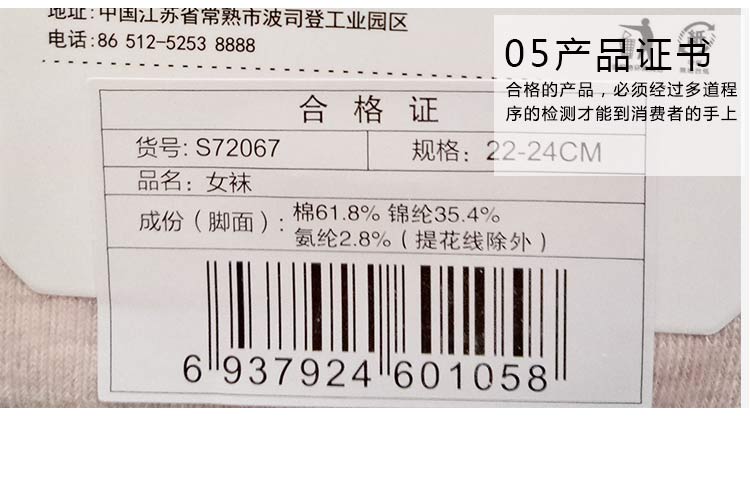 地址:中国江苏省常熟市波司登工业园区
电话:86 512-5253 8888
05产品证书
合格的产品，必须经过多道程
序的检测才能到消费者的手上
合格证
货号: S72067
规格: 22-24CM
品名: 女袜
成份（脚面）: 棉61.8% 锦纶35.4%
氨纶2.8%（提花线除外）
6 937924 601058